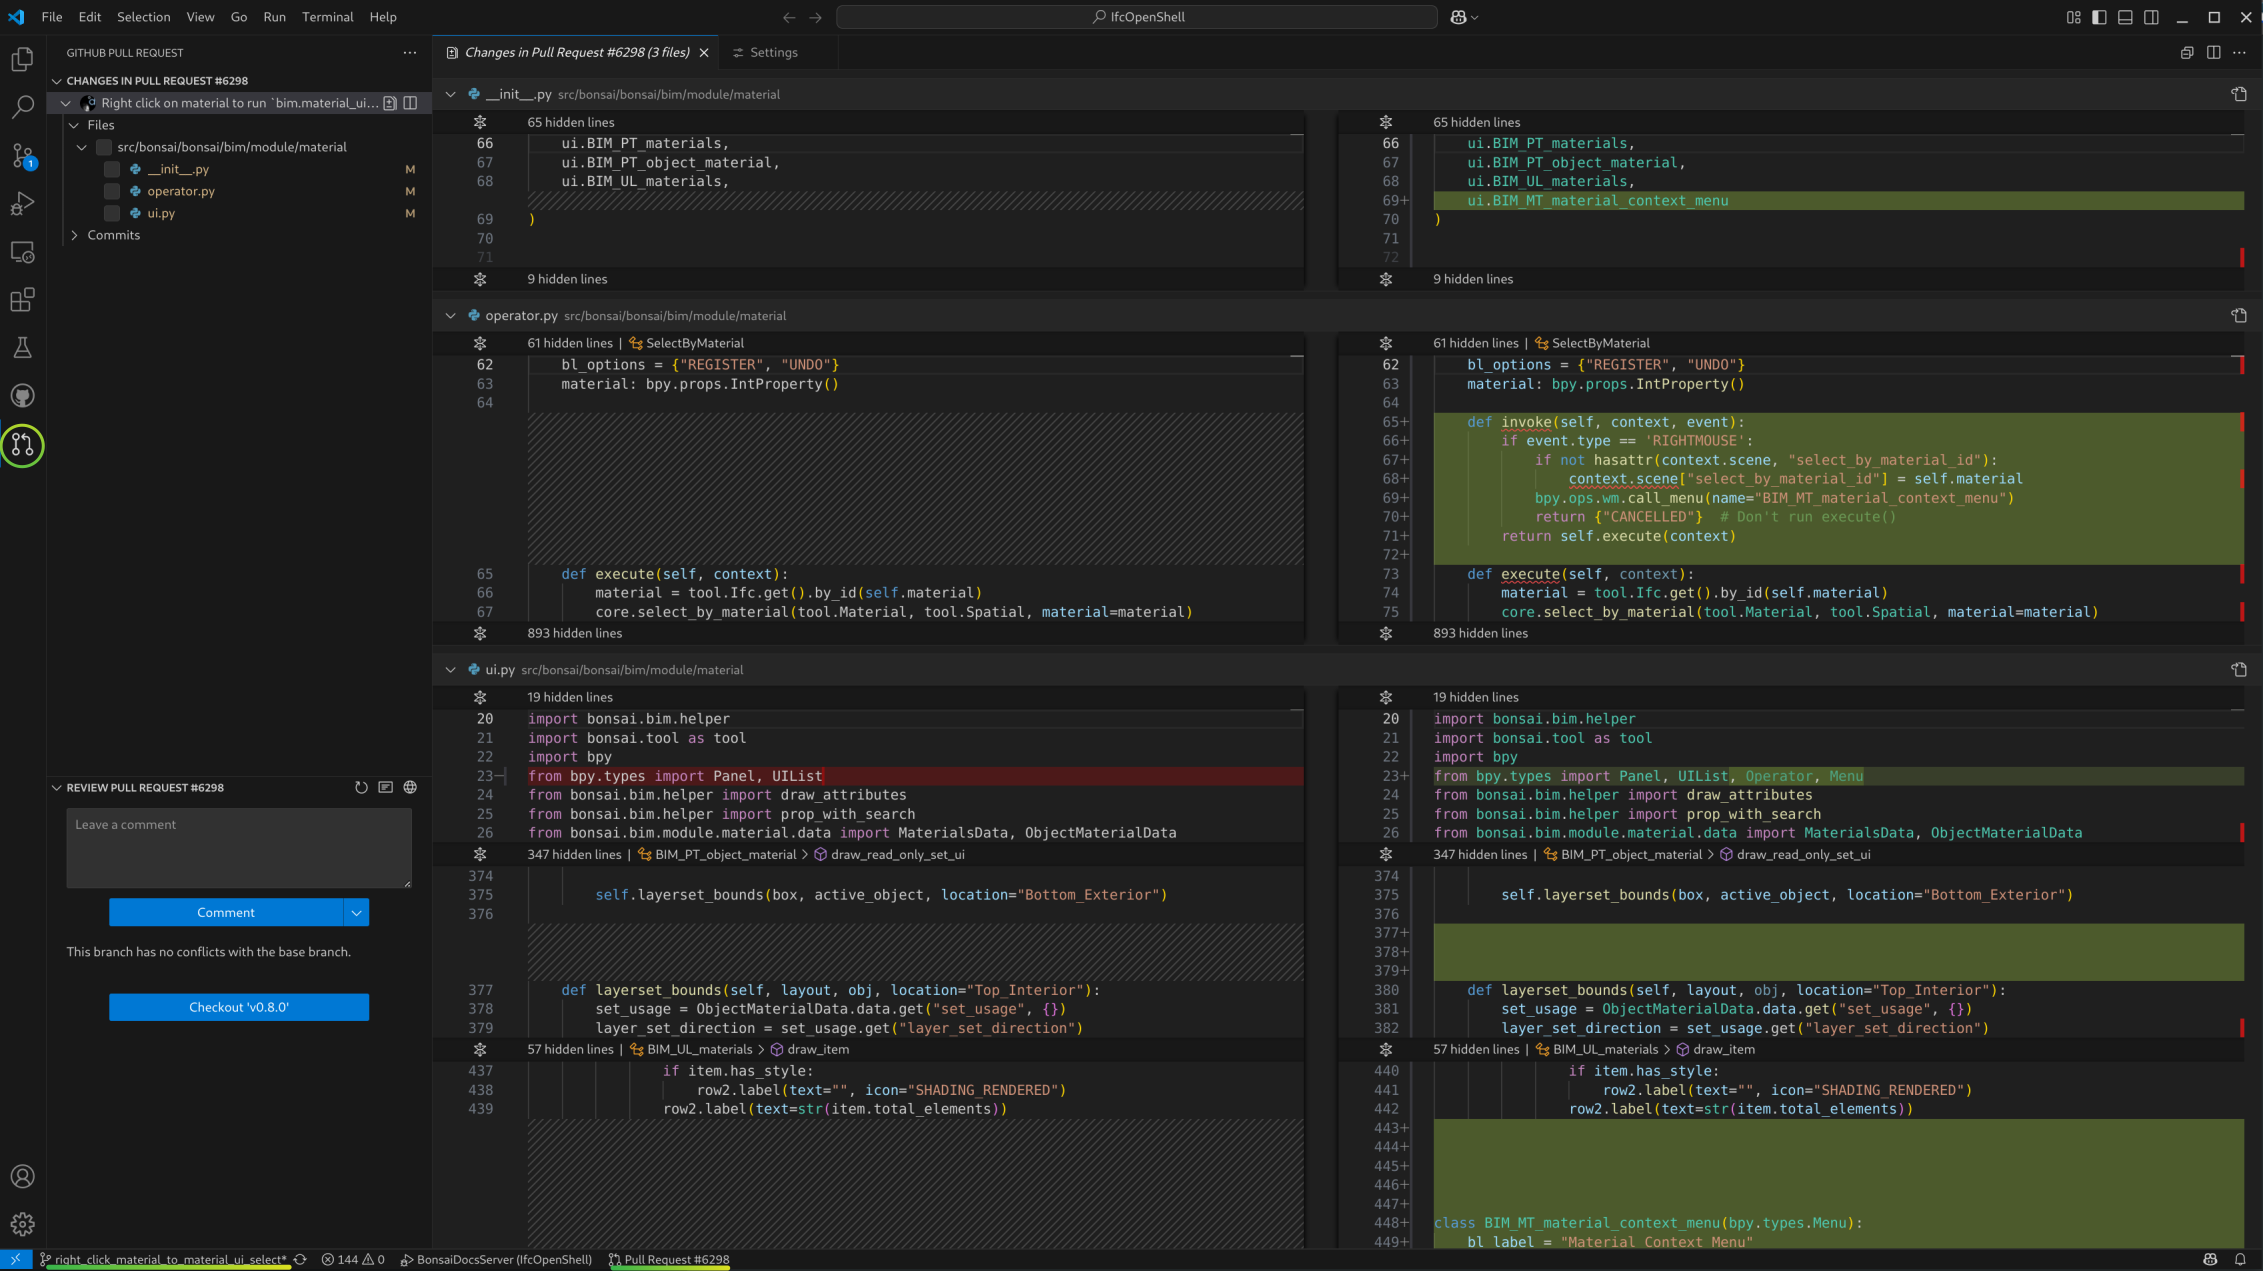 File Edit Selection View Go Run Terminal Help
IfcOpenShell
GITHUB PULL REQUEST
CHANGES IN PULL REQUEST #6298
Right click on material to run `bim.material_ui...
Files
src/bonsai/bonsai/bim/module/material
__init__.py M
operator.py M
ui.py M
Commits
1
REVIEW PULL REQUEST #6298
Leave a comment
Comment
This branch has no conflicts with the base branch.
Checkout 'v0.8.0'
Changes in Pull Request #6298 (3 files) Settings
__init__.py src/bonsai/bonsai/bim/module/material
65 hidden lines
66 ui.BIM_PT_materials,
67 ui.BIM_PT_object_material,
68 ui.BIM_UL_materials,
69 )
70
71
9 hidden lines
65 hidden lines
66 ui.BIM_PT_materials,
67 ui.BIM_PT_object_material,
68 ui.BIM_UL_materials,
69+ ui.BIM_MT_material_context_menu
70 )
71
72
9 hidden lines
operator.py src/bonsai/bonsai/bim/module/material
61 hidden lines | SelectByMaterial
62 bl_options = {"REGISTER", "UNDO"}
63 material: bpy.props.IntProperty()
64
65 def execute(self, context):
66 material = tool.Ifc.get().by_id(self.material)
67 core.select_by_material(tool.Material, tool.Spatial, material=material)
893 hidden lines
61 hidden lines | SelectByMaterial
62 bl_options = {"REGISTER", "UNDO"}
63 material: bpy.props.IntProperty()
64
65+ def invoke(self, context, event):
66+ if event.type == 'RIGHTMOUSE':
67+ if not hasattr(context.scene, "select_by_material_id"):
68+ context.scene["select_by_material_id"] = self.material
69+ bpy.ops.wm.call_menu(name="BIM_MT_material_context_menu")
70+ return {"CANCELLED"} # Don't run execute()
71+ return self.execute(context)
72+
73 def execute(self, context):
74 material = tool.Ifc.get().by_id(self.material)
75 core.select_by_material(tool.Material, tool.Spatial, material=material)
893 hidden lines
ui.py src/bonsai/bonsai/bim/module/material
19 hidden lines
20 import bonsai.bim.helper
21 import bonsai.tool as tool
22 import bpy
23− from bpy.types import Panel, UIList
24 from bonsai.bim.helper import draw_attributes
25 from bonsai.bim.helper import prop_with_search
26 from bonsai.bim.module.material.data import MaterialsData, ObjectMaterialData
347 hidden lines | BIM_PT_object_material > draw_read_only_set_ui
374
375 self.layerset_bounds(box, active_object, location="Bottom_Exterior")
376
377 def layerset_bounds(self, layout, obj, location="Top_Interior"):
378 set_usage = ObjectMaterialData.data.get("set_usage", {})
379 layer_set_direction = set_usage.get("layer_set_direction")
57 hidden lines | BIM_UL_materials > draw_item
437 if item.has_style:
438 row2.label(text="", icon="SHADING_RENDERED")
439 row2.label(text=str(item.total_elements))
19 hidden lines
20 import bonsai.bim.helper
21 import bonsai.tool as tool
22 import bpy
23+ from bpy.types import Panel, UIList, Operator, Menu
24 from bonsai.bim.helper import draw_attributes
25 from bonsai.bim.helper import prop_with_search
26 from bonsai.bim.module.material.data import MaterialsData, ObjectMaterialData
347 hidden lines | BIM_PT_object_material > draw_read_only_set_ui
374
375 self.layerset_bounds(box, active_object, location="Bottom_Exterior")
376
377+
378+
379+
380 def layerset_bounds(self, layout, obj, location="Top_Interior"):
381 set_usage = ObjectMaterialData.data.get("set_usage", {})
382 layer_set_direction = set_usage.get("layer_set_direction")
57 hidden lines | BIM_UL_materials > draw_item
440 if item.has_style:
441 row2.label(text="", icon="SHADING_RENDERED")
442 row2.label(text=str(item.total_elements))
443+
444+
445+
446+
447+
448+ class BIM_MT_material_context_menu(bpy.types.Menu):
449+ bl_label = "Material Context Menu"
right_click_material_to_material_ui_select* 144 0 BonsaiDocsServer (IfcOpenShell) Pull Request #6298